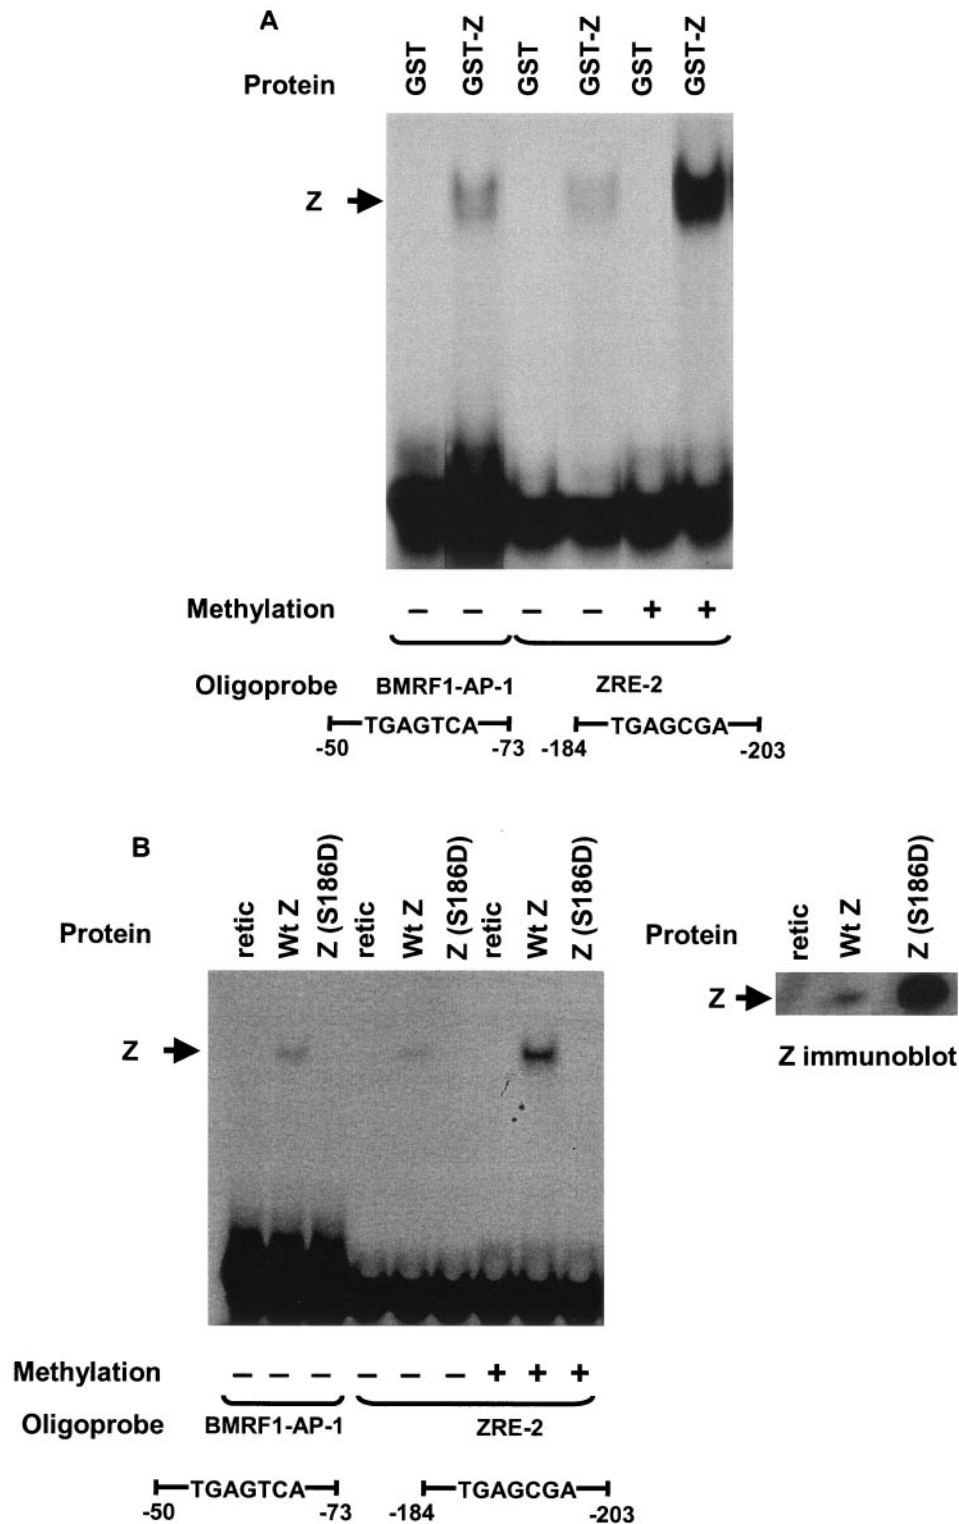 A
Protein GST GST-Z GST GST-Z GST GST-Z
Z
Methylation – – – – + +
Oligoprobe BMRF1-AP-1 ZRE-2
TGAGTCA TGAGCGA
-50 -73 -184 -203
B
Protein retic Wt Z Z (S186D) retic Wt Z Z (S186D) retic Wt Z Z (S186D)
Z
Methylation – – – – – – + + +
Oligoprobe BMRF1-AP-1 ZRE-2
TGAGTCA TGAGCGA
-50 -73 -184 -203
Protein retic Wt Z Z (S186D)
Z
Z immunoblot